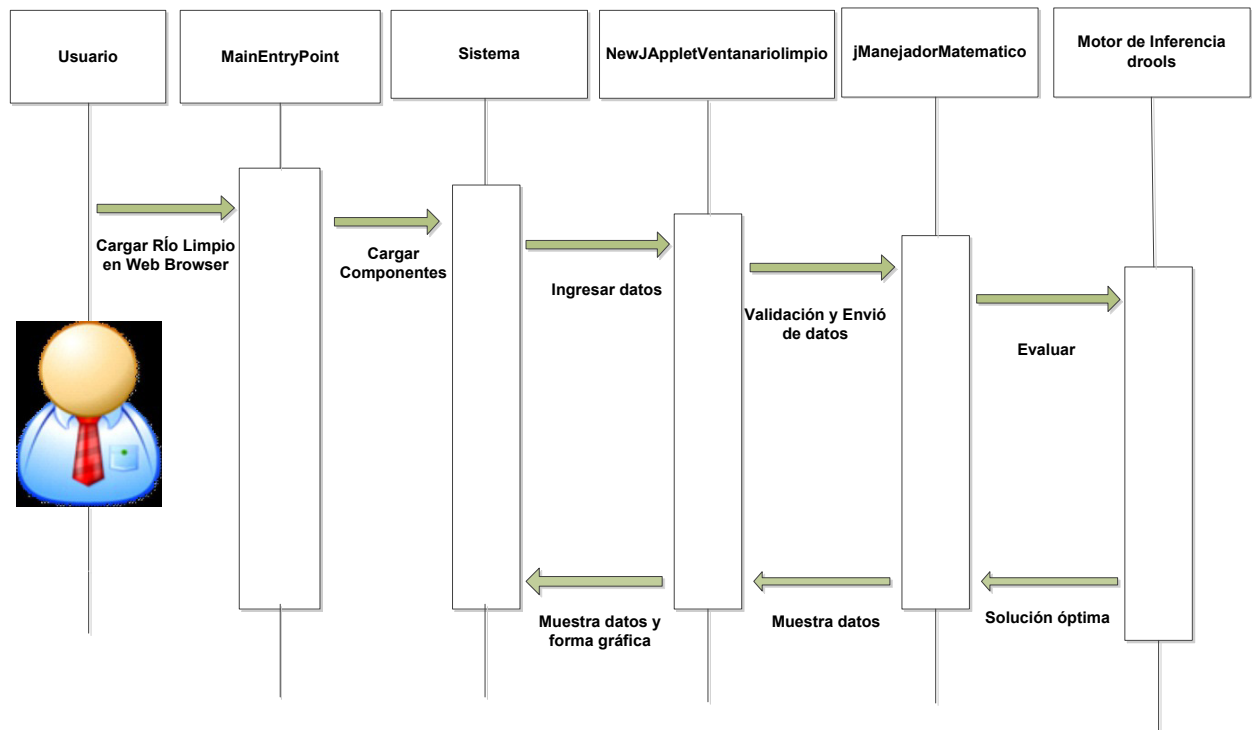 Usuario
MainEntryPoint
Sistema
NewJAppletVentanariolimpio
jManejadorMatematico
Motor de Inferencia
drools
Cargar RÍo Limpio
en Web Browser
Cargar
Componentes
Ingresar datos
Validación y Envió
de datos
Evaluar
Muestra datos y
forma gráfica
Muestra datos
Solución óptima